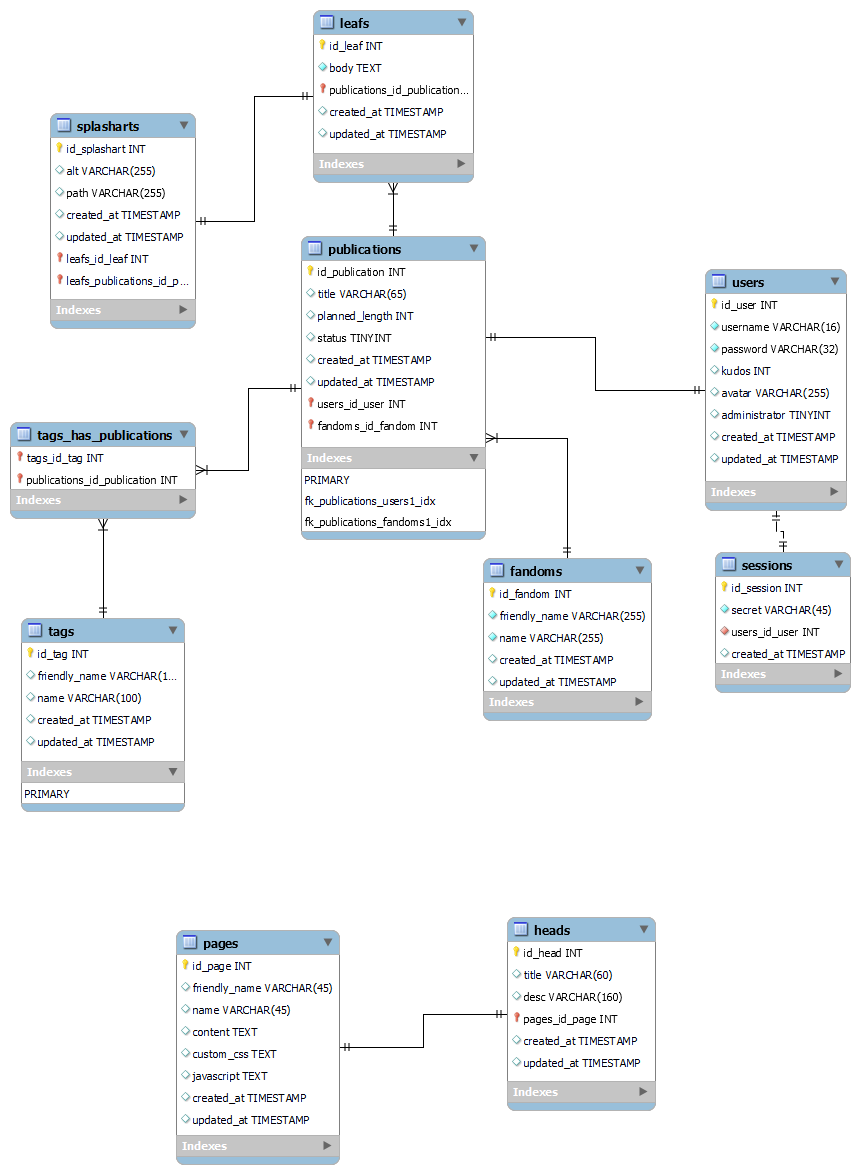 leafs
id_leaf INT
body TEXT
publications_id_publication...
created_at TIMESTAMP
updated_at TIMESTAMP
Indexes
splasharts
id_splashart INT
alt VARCHAR(255)
path VARCHAR(255)
created_at TIMESTAMP
updated_at TIMESTAMP
leafs_id_leaf INT
leafs_publications_id_p...
Indexes
publications
id_publication INT
title VARCHAR(65)
planned_length INT
status TINYINT
created_at TIMESTAMP
updated_at TIMESTAMP
users_id_user INT
fandoms_id_fandom INT
Indexes
PRIMARY
fk_publications_users1_idx
fk_publications_fandoms1_idx
users
id_user INT
username VARCHAR(16)
password VARCHAR(32)
kudos INT
avatar VARCHAR(255)
administrator TINYINT
created_at TIMESTAMP
updated_at TIMESTAMP
Indexes
tags_has_publications
tags_id_tag INT
publications_id_publication INT
Indexes
fandoms
id_fandom INT
friendly_name VARCHAR(255)
name VARCHAR(255)
created_at TIMESTAMP
updated_at TIMESTAMP
Indexes
sessions
id_session INT
secret VARCHAR(45)
users_id_user INT
created_at TIMESTAMP
Indexes
tags
id_tag INT
friendly_name VARCHAR(1...
name VARCHAR(100)
created_at TIMESTAMP
updated_at TIMESTAMP
Indexes
PRIMARY
pages
id_page INT
friendly_name VARCHAR(45)
name VARCHAR(45)
content TEXT
custom_css TEXT
javascript TEXT
created_at TIMESTAMP
updated_at TIMESTAMP
Indexes
heads
id_head INT
title VARCHAR(60)
desc VARCHAR(160)
pages_id_page INT
created_at TIMESTAMP
updated_at TIMESTAMP
Indexes